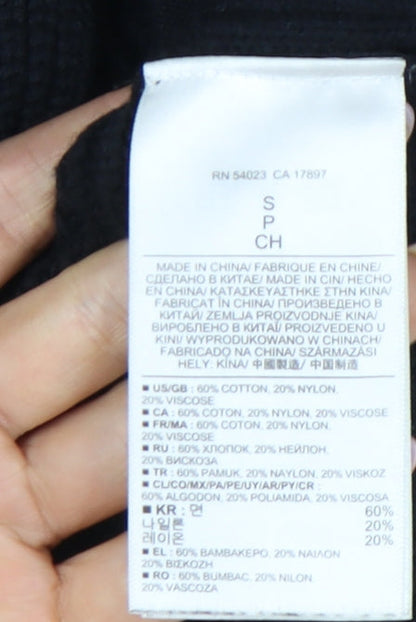 RN 54023 CA 17897
S
P
CH
MADE IN CHINA/ FABRIQUE EN CHINE/
СДЕЛАНО В КИТАЕ/ MADE IN CIN/ HECHO
EN CHINA/ ΚΑΤΑΣΚΕΥΑΣΤΗΚΕ ΣΤΗΝ ΚΙΝΑ/
FABRICAT ÎN CHINA/ ПРОИЗВЕДЕНО В
КИТАЙ/ ZEMLJA PROIZVODNJE KINA/
ВИРОБЛЕНО В КИТАЇ/ PROIZVEDENO U
KINI/ WYPRODUKOWANO W CHINACH/
FABRICADO NA CHINA/ SZÁRMAZÁSI
HELY: KÍNA/ 中國製造/ 中国制造
■ US/GB : 60% COTTON, 20% NYLON,
20% VISCOSE
■ CA : 60% COTON, 20% NYLON, 20% VISCOSE
■ FR/MA : 60% COTON, 20% NYLON,
20% VISCOSE
■ RU : 60% ХЛОПОК, 20% НЕЙЛОН,
20% ВИСКОЗА
■ TR : 60% PAMUK, 20% NAYLON, 20% VISKOZ
■ CL/CO/MX/PA/PE/UY/AR/PY/CR :
60% ALGODON, 20% POLIAMIDA, 20% VISCOSA
■ KR : 면 60%
나일론 20%
레이온 20%
■ EL : 60% ΒΑΜΒΑΚΕΡΟ, 20% ΝΑΙΛΟΝ
20% ΒΙΣΚΟΖΗ
■ RO : 60% BUMBAC, 20% NILON,
20% VASCOZA